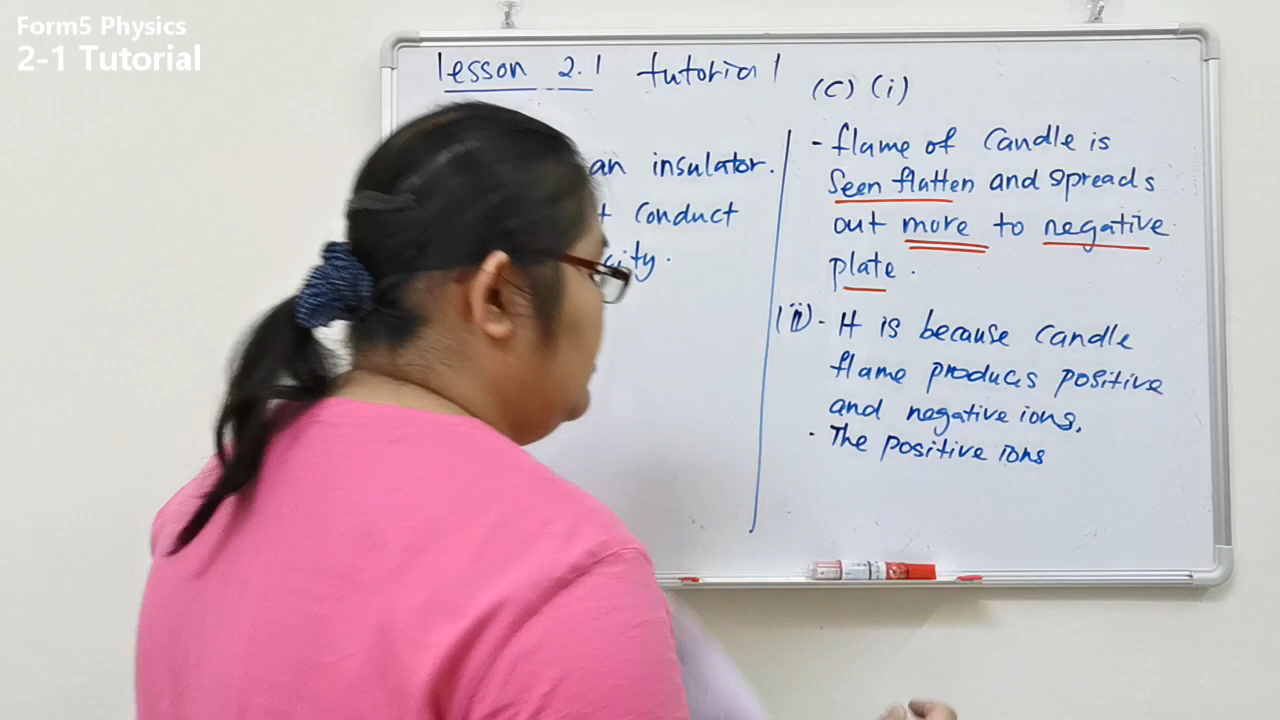 Form5 Physics
2-1 Tutorial
lesson 2.1 tutorial
an insulator.
conduct
(c) (i)
- flame of candle is
seen flatten and spreads
out more to negative
plate.
(ii) - It is because candle
flame produces positive
and negative ions.
· The positive ions